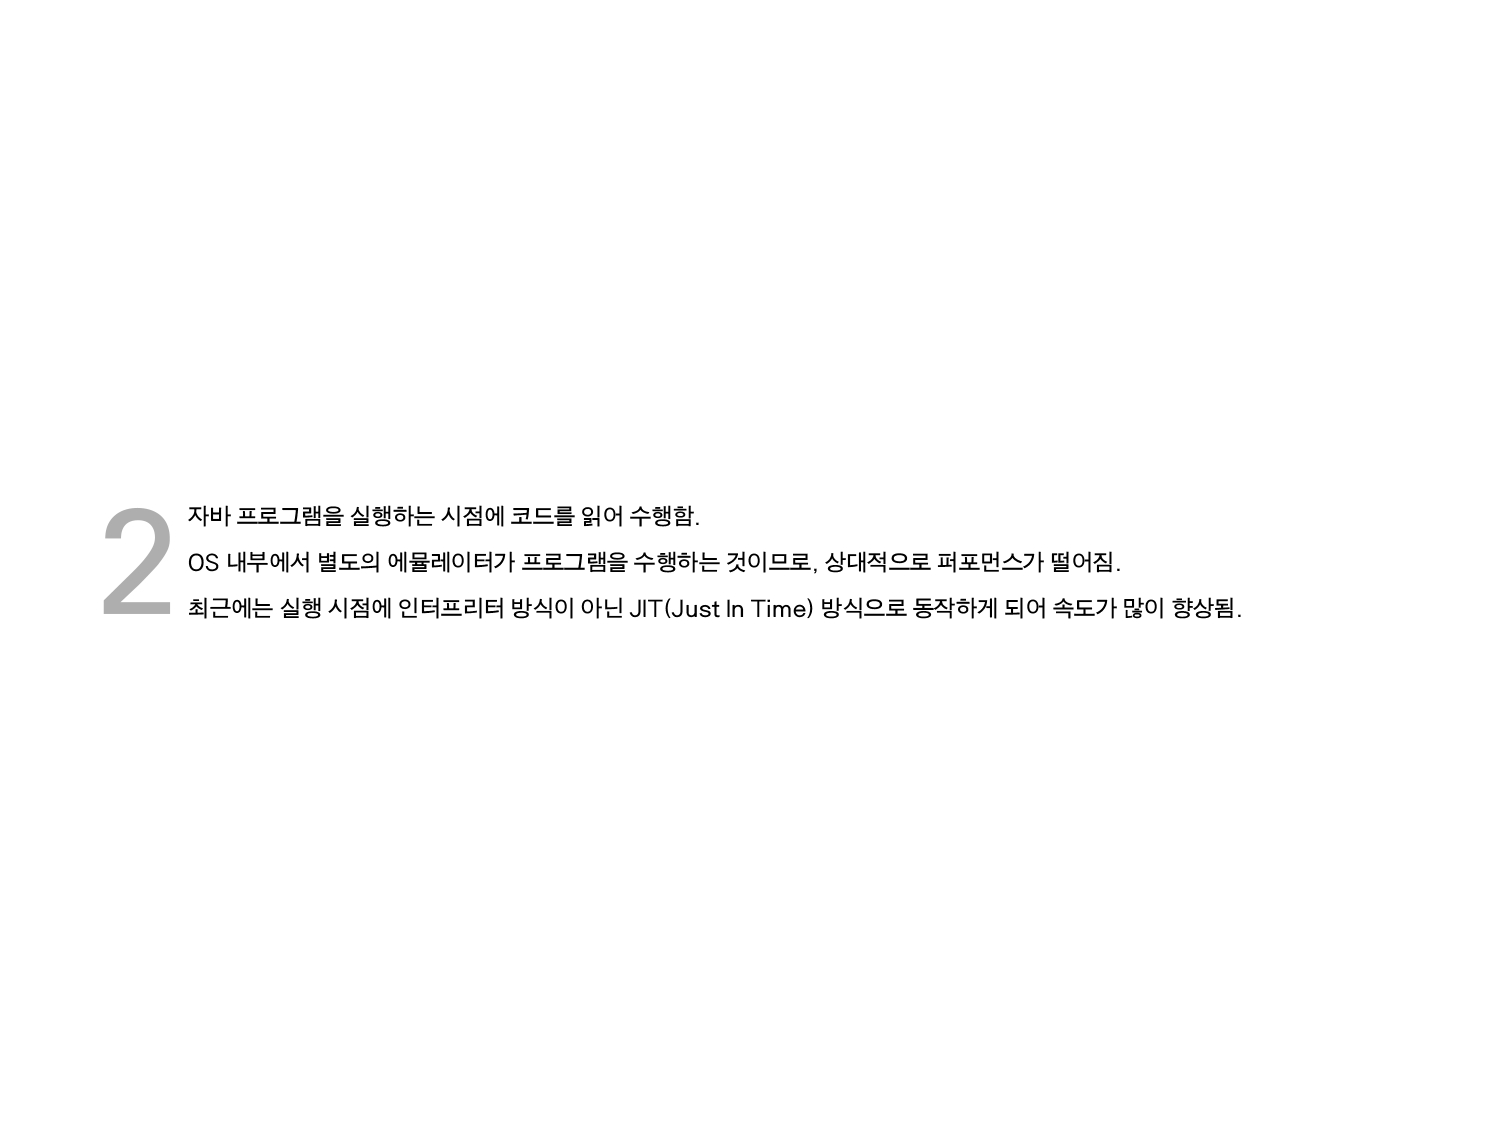 2
자바 프로그램을 실행하는 시점에 코드를 읽어 수행함.
OS 내부에서 별도의 에뮬레이터가 프로그램을 수행하는 것이므로, 상대적으로 퍼포먼스가 떨어짐.
최근에는 실행 시점에 인터프리터 방식이 아닌 JIT(Just In Time) 방식으로 동작하게 되어 속도가 많이 향상됨.